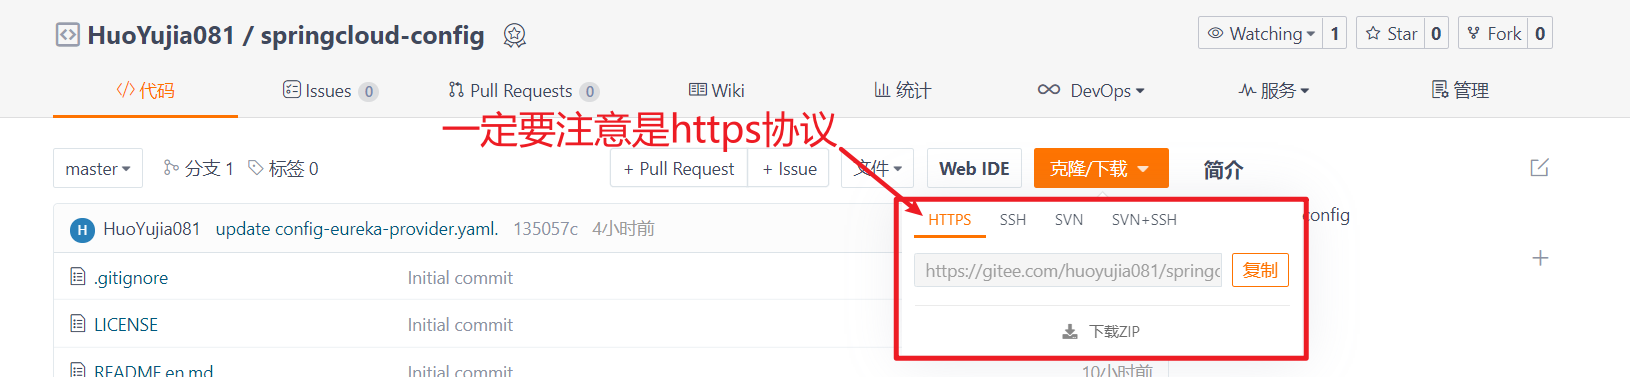 HuoYujia081 / springcloud-config
Watching 1 Star 0 Fork 0
代码 Issues 0 Pull Requests 0 Wiki 统计 DevOps 服务 管理
一定要注意是https协议
master 分支 1 标签 0 + Pull Request + Issue 文件 Web IDE 克隆/下载 简介
HTTPS SSH SVN SVN+SSH config
H HuoYujia081 update config-eureka-provider.yaml. 135057c 4小时前
https://gitee.com/huoyujia081/springc 复制
.gitignore Initial commit
LICENSE Initial commit 下载ZIP
README.en.md Initial commit 10小时前